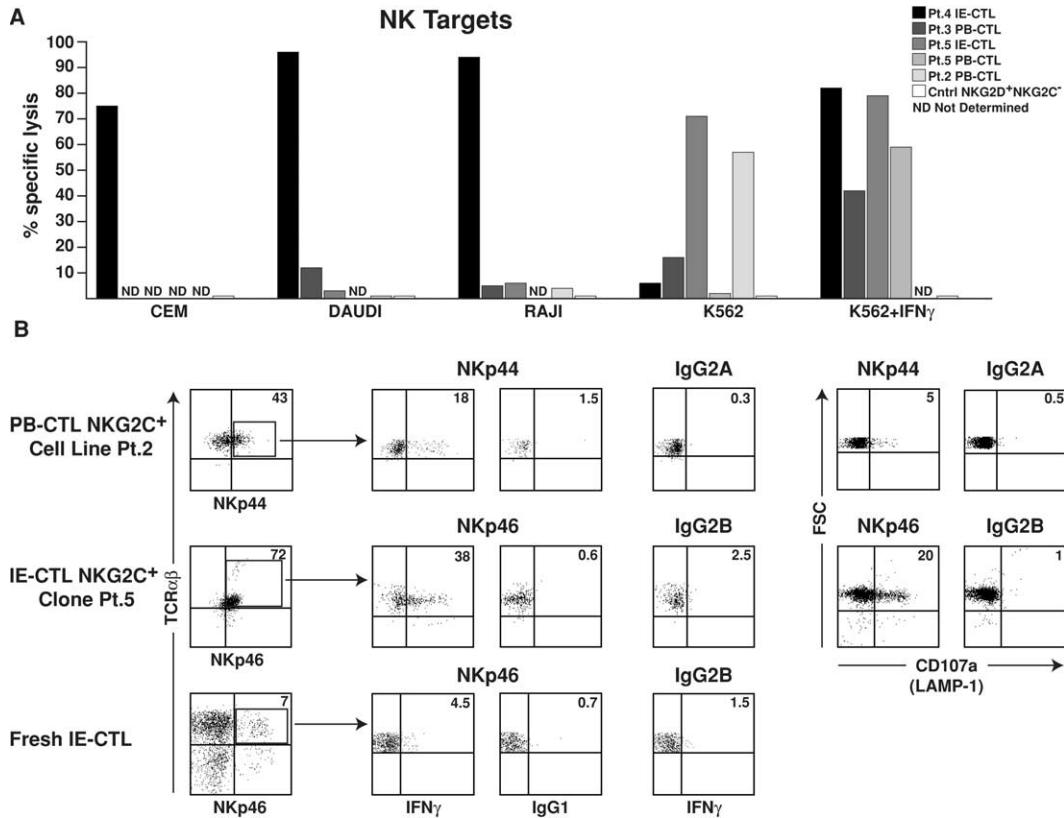 A
NK Targets
Pt.4 IE-CTL
Pt.3 PB-CTL
Pt.5 IE-CTL
Pt.5 PB-CTL
Pt.2 PB-CTL
Cntrl NKG2D⁺NKG2C⁻
ND Not Determined
% specific lysis
100
90
80
70
60
50
40
30
20
10
ND ND ND ND
ND
ND
ND
CEM DAUDI RAJI K562 K562+IFNγ
B
NKp44 IgG2A NKp44 IgG2A
PB-CTL NKG2C⁺
Cell Line Pt.2
43 18 1.5 0.3 5 0.5
NKp44
NKp46 IgG2B NKp46 IgG2B
IE-CTL NKG2C⁺
Clone Pt.5
72 38 0.6 2.5 20 1
NKp46
TCRαβ
FSC
CD107a
(LAMP-1)
NKp46 IgG2B
Fresh IE-CTL
7 4.5 0.7 1.5
NKp46 IFNγ IgG1 IFNγ